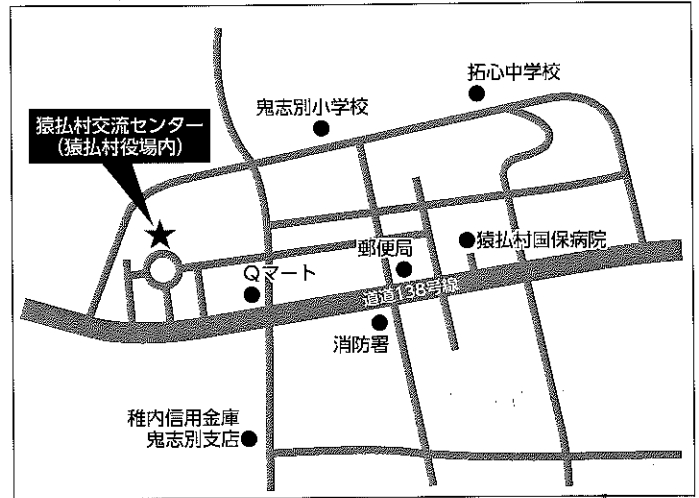 拓心中学校
鬼志別小学校
猿払村交流センター
(猿払村役場内)
猿払村国保病院
郵便局
Qマート
道道138号線
消防署
稚内信用金庫
鬼志別支店